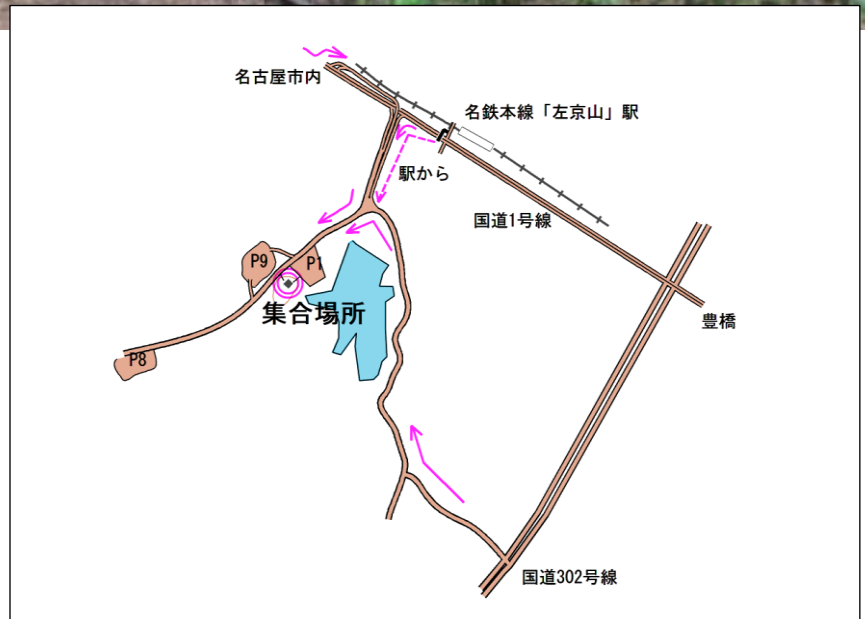 名古屋市内
名鉄本線「左京山」駅
駅から
国道1号線
P9
P1
集合場所
豊橋
P8
国道302号線